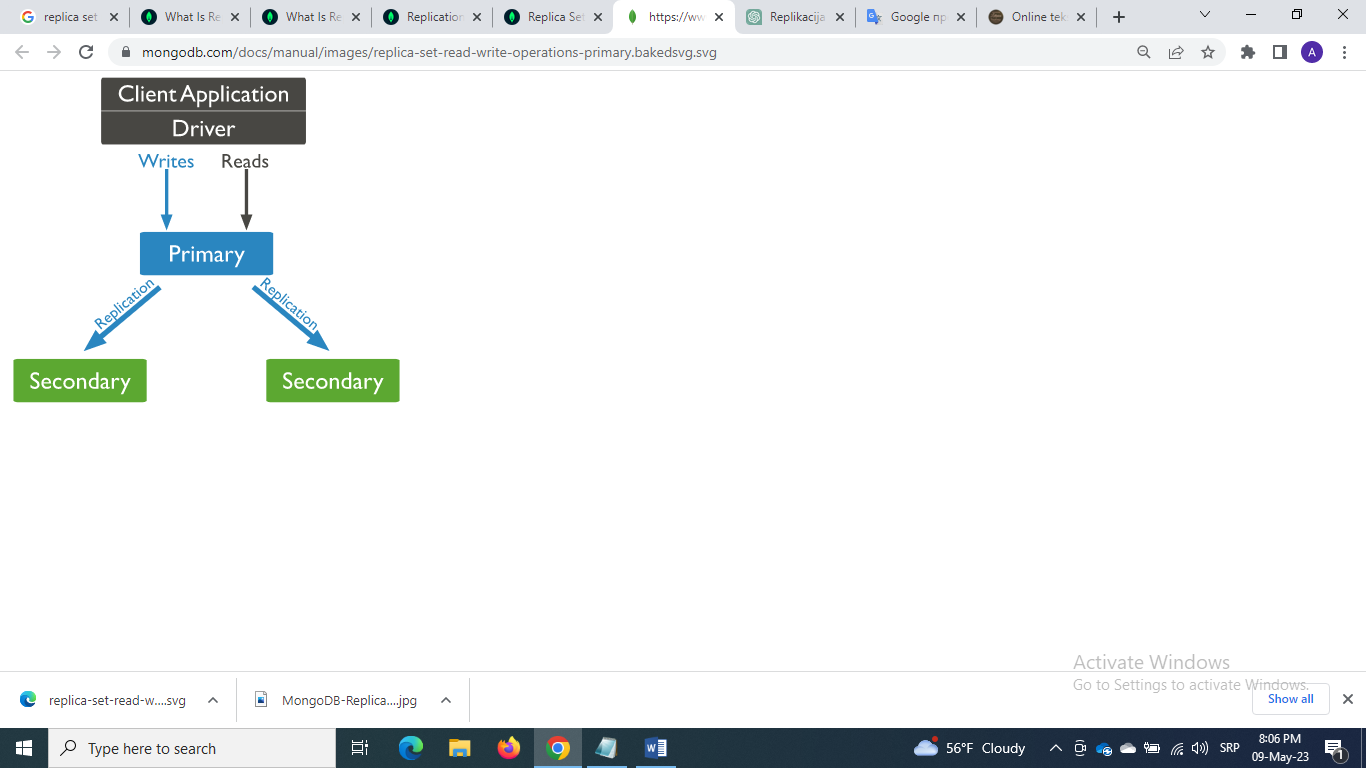 replica set
What Is Re
What Is Re
Replication
Replica Set
https://ww
Replikacija
Google пр
Online tek
mongodb.com/docs/manual/images/replica-set-read-write-operations-primary.bakedsvg.svg
A
Client Application
Driver
Writes Reads
Primary
Replication Replication
Secondary Secondary
Activate Windows
Go to Settings to activate Windows.
replica-set-read-w....svg
MongoDB-Replica....jpg
Show all
Type here to search
56°F Cloudy
SRP
8:06 PM
09-May-23
1